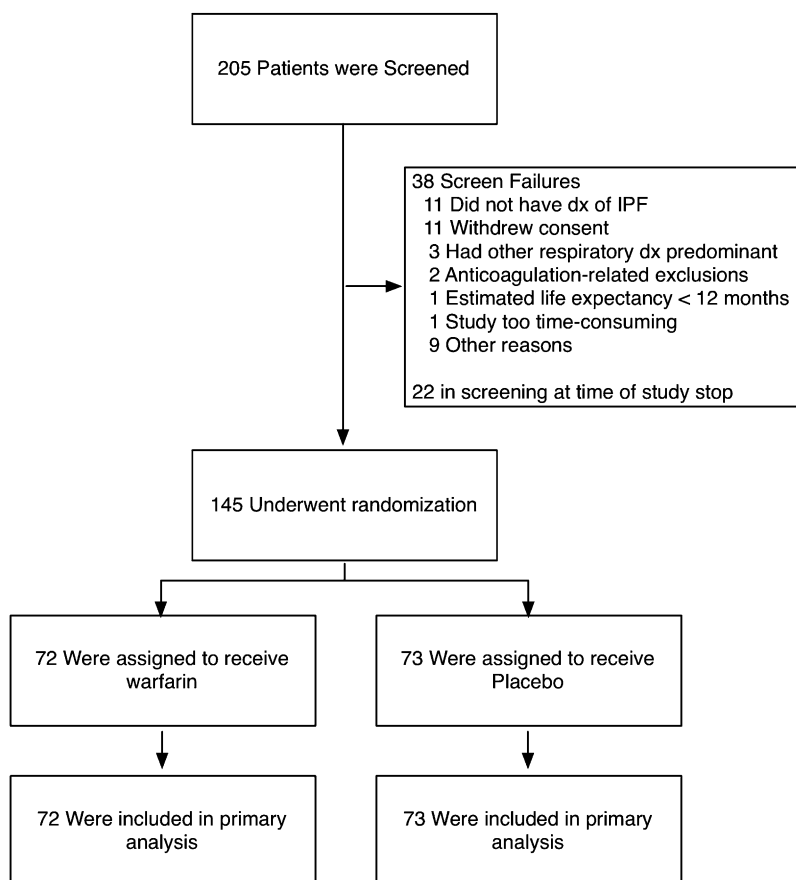 205 Patients were Screened
38 Screen Failures
11 Did not have dx of IPF
11 Withdrew consent
3 Had other respiratory dx predominant
2 Anticoagulation-related exclusions
1 Estimated life expectancy < 12 months
1 Study too time-consuming
9 Other reasons
22 in screening at time of study stop
145 Underwent randomization
72 Were assigned to receive
warfarin
73 Were assigned to receive
Placebo
72 Were included in primary
analysis
73 Were included in primary
analysis